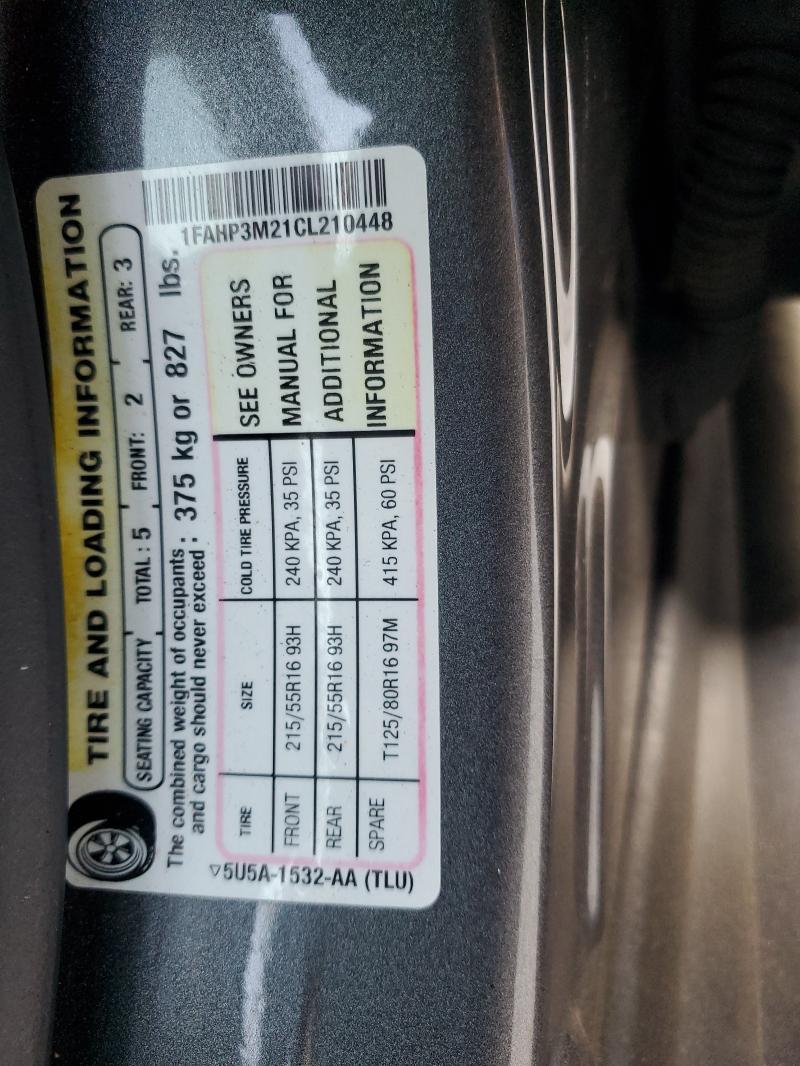 TIRE AND LOADING INFORMATION
SEATING CAPACITY TOTAL : 5 FRONT: 2 REAR: 3
The combined weight of occupants
and cargo should never exceed : 375 kg or 827 lbs.
1FAHP3M21CL210448
TIRE SIZE COLD TIRE PRESSURE
FRONT 215/55R16 93H 240 KPA, 35 PSI
REAR 215/55R16 93H 240 KPA, 35 PSI
SPARE T125/80R16 97M 415 KPA, 60 PSI
SEE OWNERS
MANUAL FOR
ADDITIONAL
INFORMATION
▽5U5A-1532-AA (TLU)